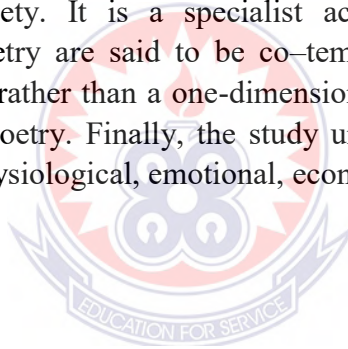 ety. It is a specialist ac
etry are said to be co–tem
rather than a one-dimension
oetry. Finally, the study u
ysiological, emotional, econ
EDUCATION FOR SERVICE